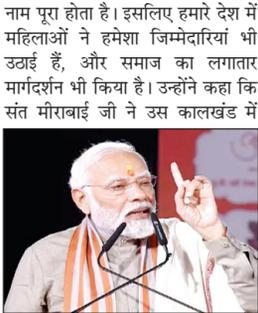 नाम पूरा होता है। इसलिए हमारे देश में
महिलाओं ने हमेशा जिम्मेदारियां भी
उठाई हैं, और समाज का लगातार
मार्गदर्शन भी किया है। उन्होंने कहा कि
संत मीराबाई जी ने उस कालखंड में